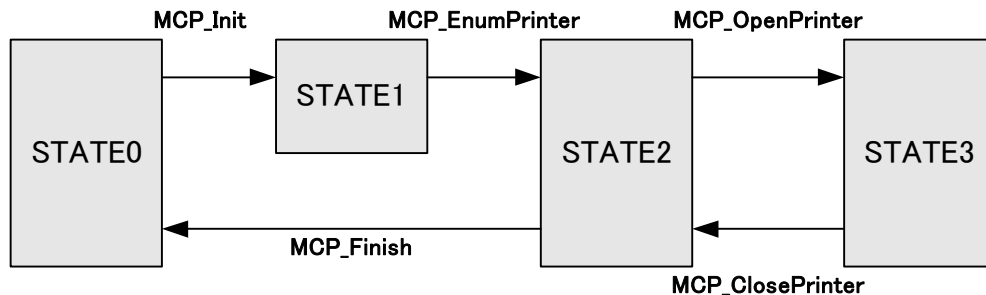 MCP_Init
MCP_EnumPrinter
MCP_OpenPrinter
STATE0
STATE1
STATE2
STATE3
MCP_Finish
MCP_ClosePrinter